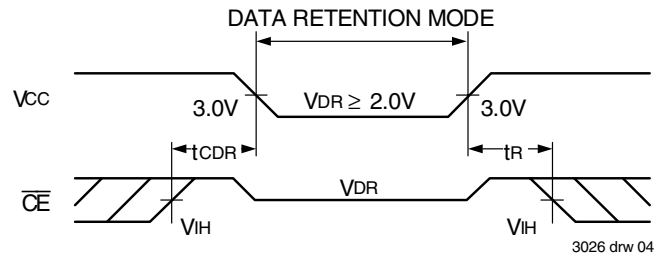 DATA RETENTION MODE
VCC
3.0V
VDR ≥ 2.0V
3.0V
tCDR
tR
CE
VDR
VIH
VIH
3026 drw 04